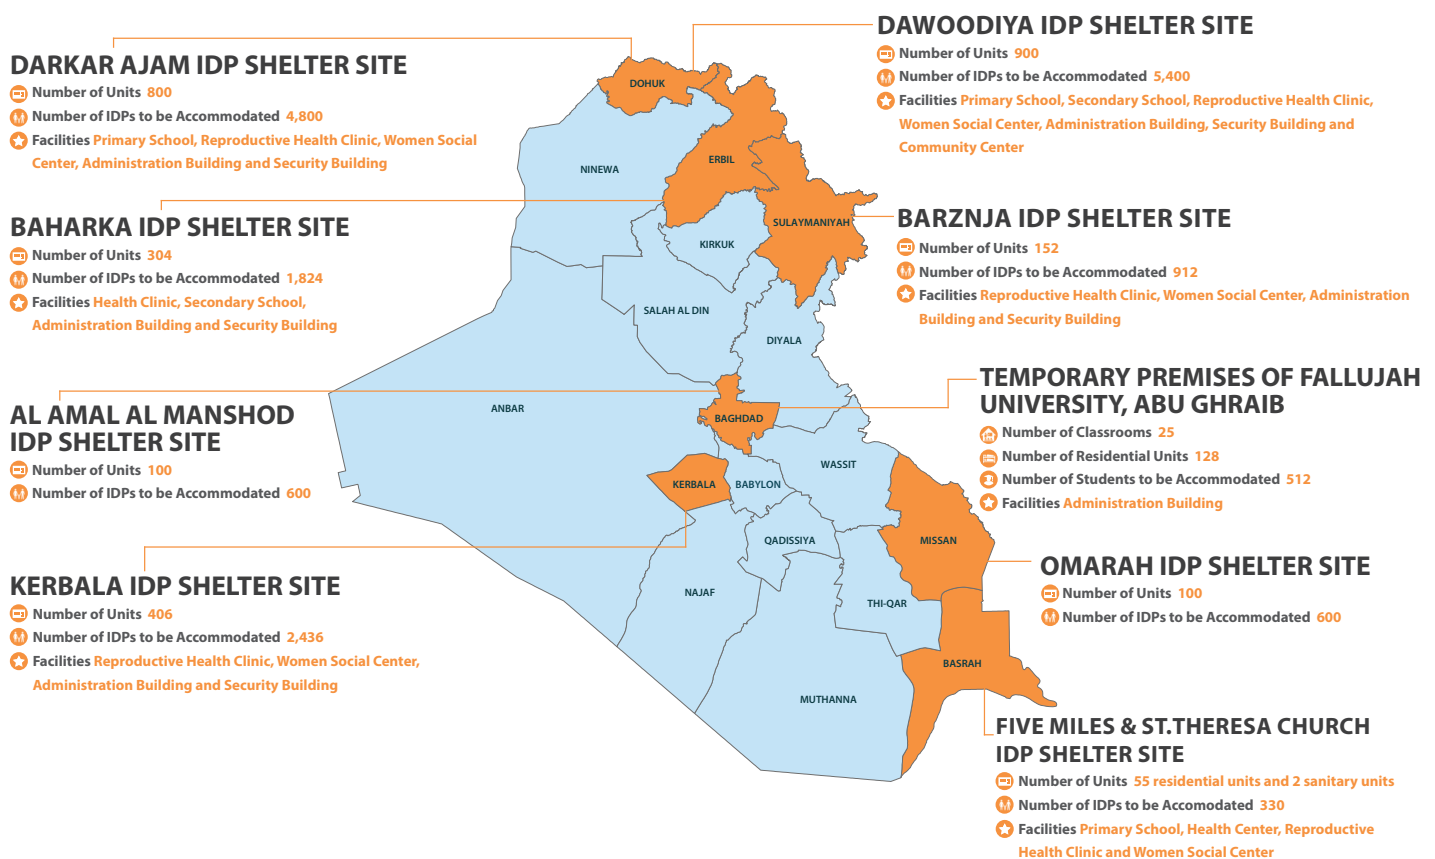 DARKAR AJAM IDP SHELTER SITE
Number of Units 800
Number of IDPs to be Accommodated 4,800
Facilities Primary School, Reproductive Health Clinic, Women Social
Center, Administration Building and Security Building
BAHARKA IDP SHELTER SITE
Number of Units 304
Number of IDPs to be Accommodated 1,824
Facilities Health Clinic, Secondary School,
Administration Building and Security Building
AL AMAL AL MANSHOD
IDP SHELTER SITE
Number of Units 100
Number of IDPs to be Accommodated 600
KERBALA IDP SHELTER SITE
Number of Units 406
Number of IDPs to be Accommodated 2,436
Facilities Reproductive Health Clinic, Women Social Center,
Administration Building and Security Building
DOHUK
NINEWA
ERBIL
SULAYMANIYAH
KIRKUK
SALAH AL DIN
DIYALA
ANBAR
BAGHDAD
WASSIT
KERBALA
BABYLON
QADISSIYA
MISSAN
NAJAF
THI-QAR
BASRAH
MUTHANNA
DAWOODIYA IDP SHELTER SITE
Number of Units 900
Number of IDPs to be Accommodated 5,400
Facilities Primary School, Secondary School, Reproductive Health Clinic,
Women Social Center, Administration Building, Security Building and
Community Center
BARZNJA IDP SHELTER SITE
Number of Units 152
Number of IDPs to be Accommodated 912
Facilities Reproductive Health Clinic, Women Social Center, Administration
Building and Security Building
TEMPORARY PREMISES OF FALLUJAH
UNIVERSITY, ABU GHRAIB
Number of Classrooms 25
Number of Residential Units 128
Number of Students to be Accommodated 512
Facilities Administration Building
OMARAH IDP SHELTER SITE
Number of Units 100
Number of IDPs to be Accommodated 600
FIVE MILES & ST.THERESA CHURCH
IDP SHELTER SITE
Number of Units 55 residential units and 2 sanitary units
Number of IDPs to be Accomodated 330
Facilities Primary School, Health Center, Reproductive
Health Clinic and Women Social Center